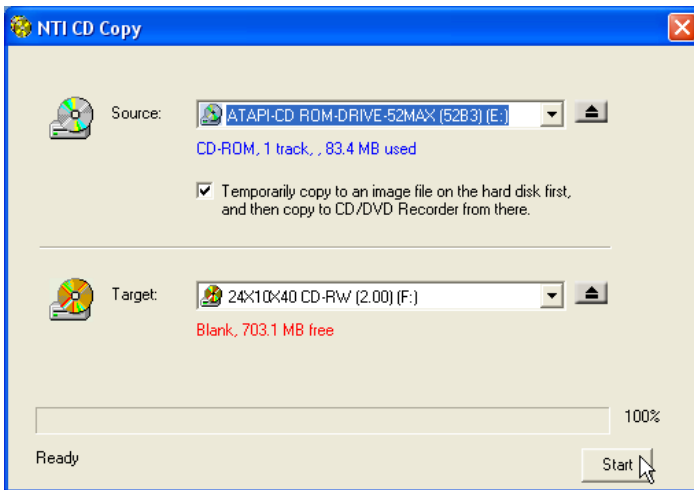 NTI CD Copy
Source:
ATAPI-CD ROM-DRIVE-52MAX (52B3) (E:)
CD-ROM, 1 track, , 83.4 MB used
Temporarily copy to an image file on the hard disk first,
and then copy to CD/DVD Recorder from there.
Target:
24X10X40 CD-RW (2.00) (F:)
Blank, 703.1 MB free
100%
Ready
Start